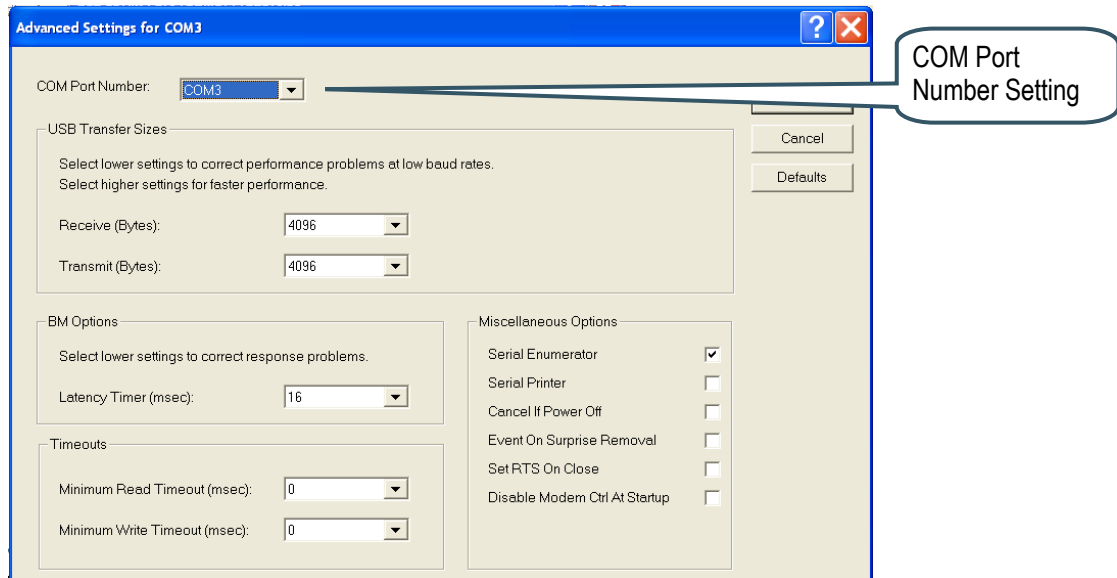 Advanced Settings for COM3
?
COM Port
Number Setting
COM Port Number:
COM3
USB Transfer Sizes
Cancel
Select lower settings to correct performance problems at low baud rates.
Select higher settings for faster performance.
Defaults
Receive (Bytes):
4096
Transmit (Bytes):
4096
BM Options
Select lower settings to correct response problems.
Latency Timer (msec):
16
Timeouts
Minimum Read Timeout (msec):
0
Minimum Write Timeout (msec):
0
Miscellaneous Options
Serial Enumerator
Serial Printer
Cancel If Power Off
Event On Surprise Removal
Set RTS On Close
Disable Modem Ctrl At Startup